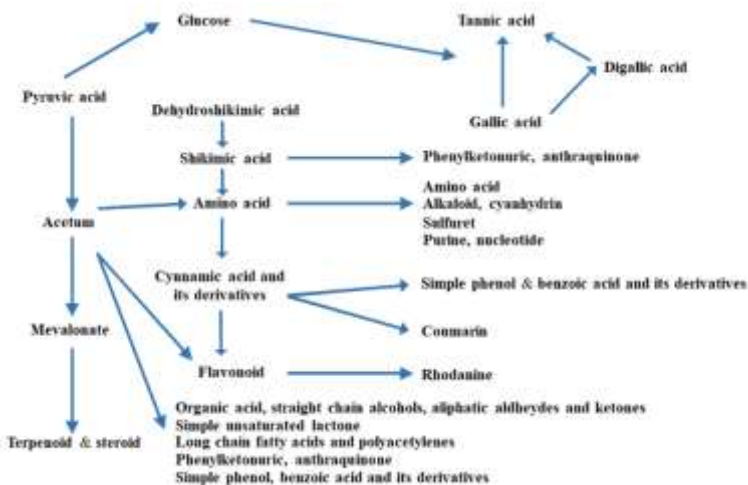 Glucose
Tannic acid
Digallic acid
Pyruvic acid
Dehydroshikimic acid
Gallic acid
Shikimic acid
Phenylketonuric, anthraquinone
Amino acid
Alkaloid, cyanhydrin
Sulfuret
Purine, nucleotide
Amino acid
Acetum
Cynnamic acid and
its derivatives
Simple phenol & benzoic acid and its derivatives
Coumarin
Mevalonate
Flavonoid
Rhodanine
Organic acid, straight chain alcohols, aliphatic aldheydes and ketones
Simple unsaturated lactone
Long chain fatty acids and polyacetylenes
Phenylketonuric, anthraquinone
Simple phenol, benzoic acid and its derivatives
Terpenoid & steroid